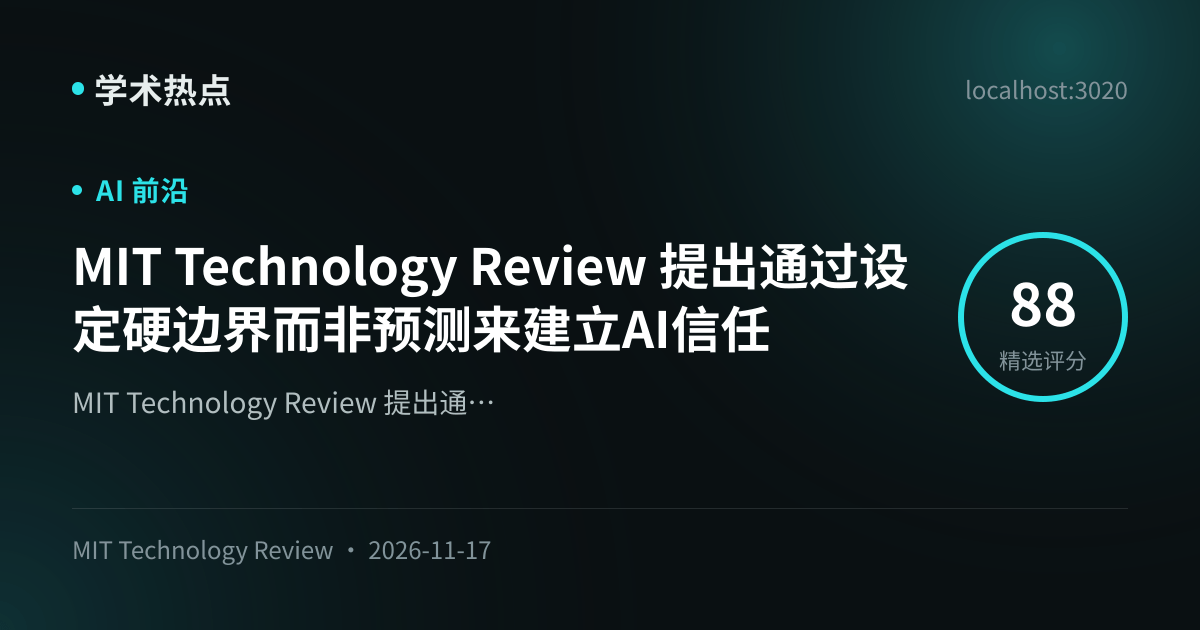 学术热点
localhost:3020
AI 前沿
MIT Technology Review 提出通过设
定硬边界而非预测来建立AI信任
88
精选评分
MIT Technology Review 提出通…
MIT Technology Review • 2026-11-17